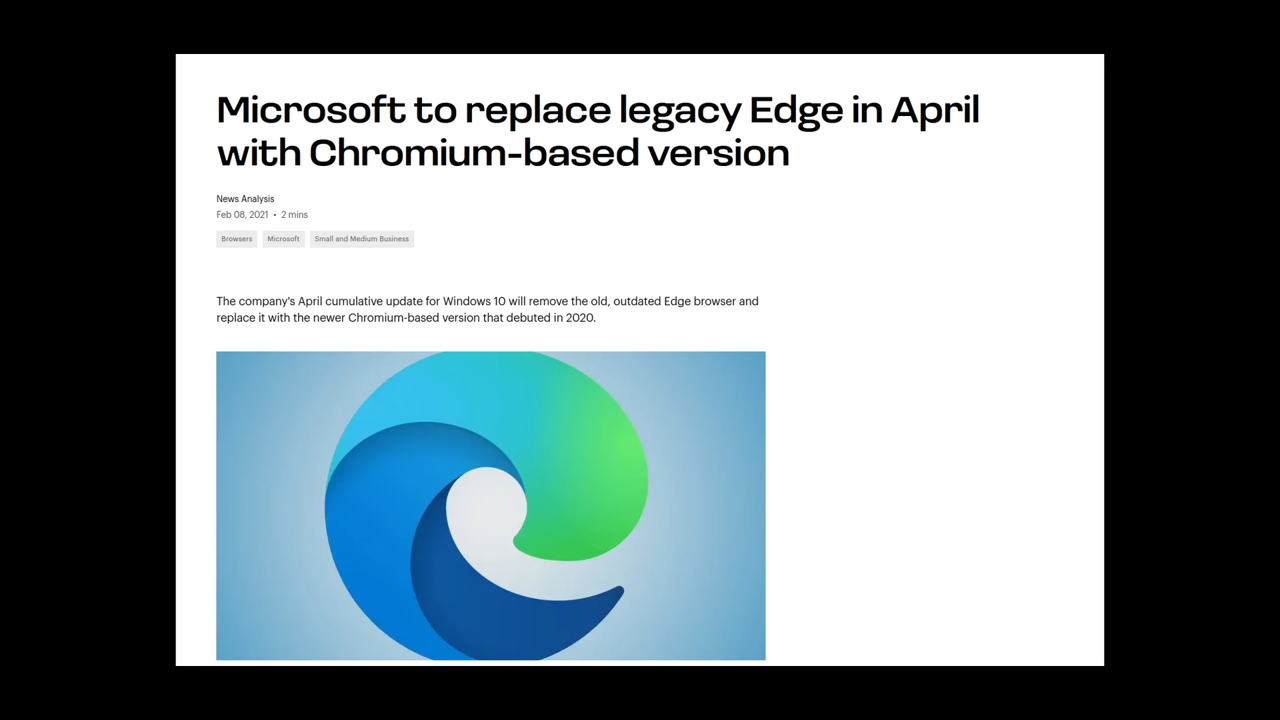 Microsoft to replace legacy Edge in April
with Chromium-based version
News Analysis
Feb 08, 2021 • 2 mins
Browsers Microsoft Small and Medium Business
The company's April cumulative update for Windows 10 will remove the old, outdated Edge browser and
replace it with the newer Chromium-based version that debuted in 2020.